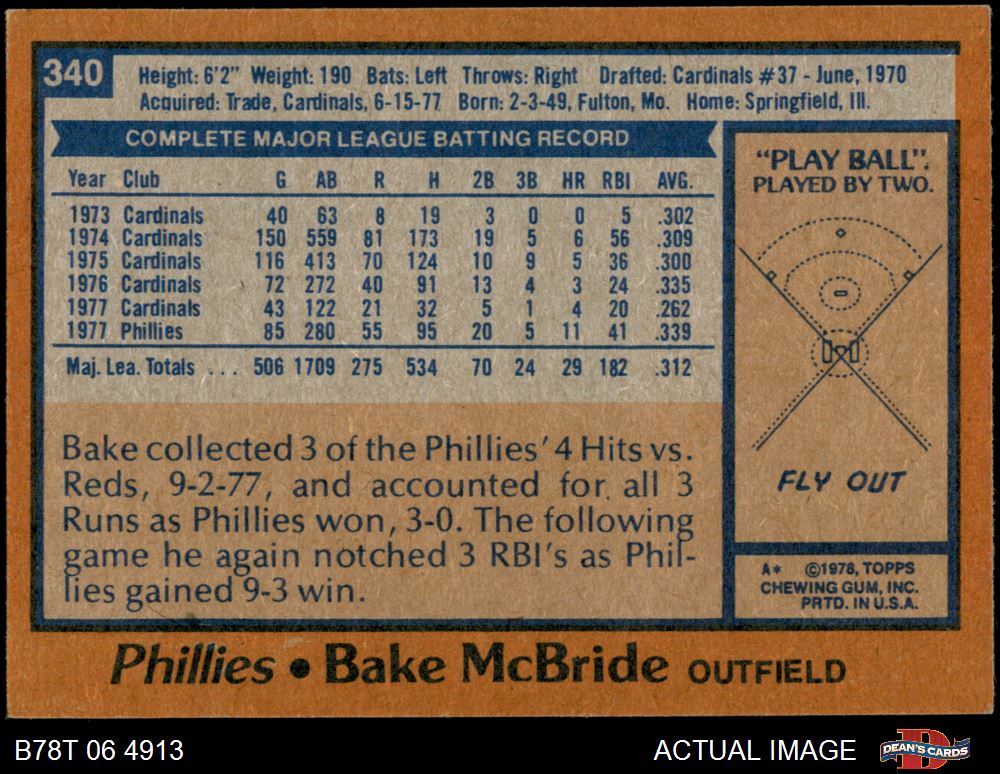 340
Height: 6'2" Weight: 190 Bats: Left Throws: Right Drafted: Cardinals #37 - June, 1970
Acquired: Trade, Cardinals, 6-15-77 Born: 2-3-49, Fulton, Mo. Home: Springfield, Ill.
COMPLETE MAJOR LEAGUE BATTING RECORD
Year Club G AB R H 2B 3B HR RBI AVG.
1973 Cardinals 40 63 8 19 3 0 0 5 .302
1974 Cardinals 150 559 81 173 19 5 6 56 .309
1975 Cardinals 116 413 70 124 10 9 5 36 .300
1976 Cardinals 72 272 40 91 13 4 3 24 .335
1977 Cardinals 43 122 21 32 5 1 4 20 .262
1977 Phillies 85 280 55 95 20 5 11 41 .339
Maj. Lea. Totals ... 506 1709 275 534 70 24 29 182 .312
Bake collected 3 of the Phillies' 4 Hits vs.
Reds, 9-2-77, and accounted for all 3
Runs as Phillies won, 3-0. The following
game he again notched 3 RBI's as Phil-
lies gained 9-3 win.
"PLAY BALL".
PLAYED BY TWO.
FLY OUT
A* ©1978, TOPPS
CHEWING GUM, INC.
PRTD. IN U.S.A.
Phillies • Bake McBride OUTFIELD
B78T 06 4913
ACTUAL IMAGE
DEAN'S CARDS